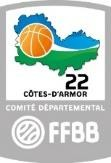 22
CÔTES-D'ARMOR
COMITÉ DÉPARTEMENTAL
FFBB